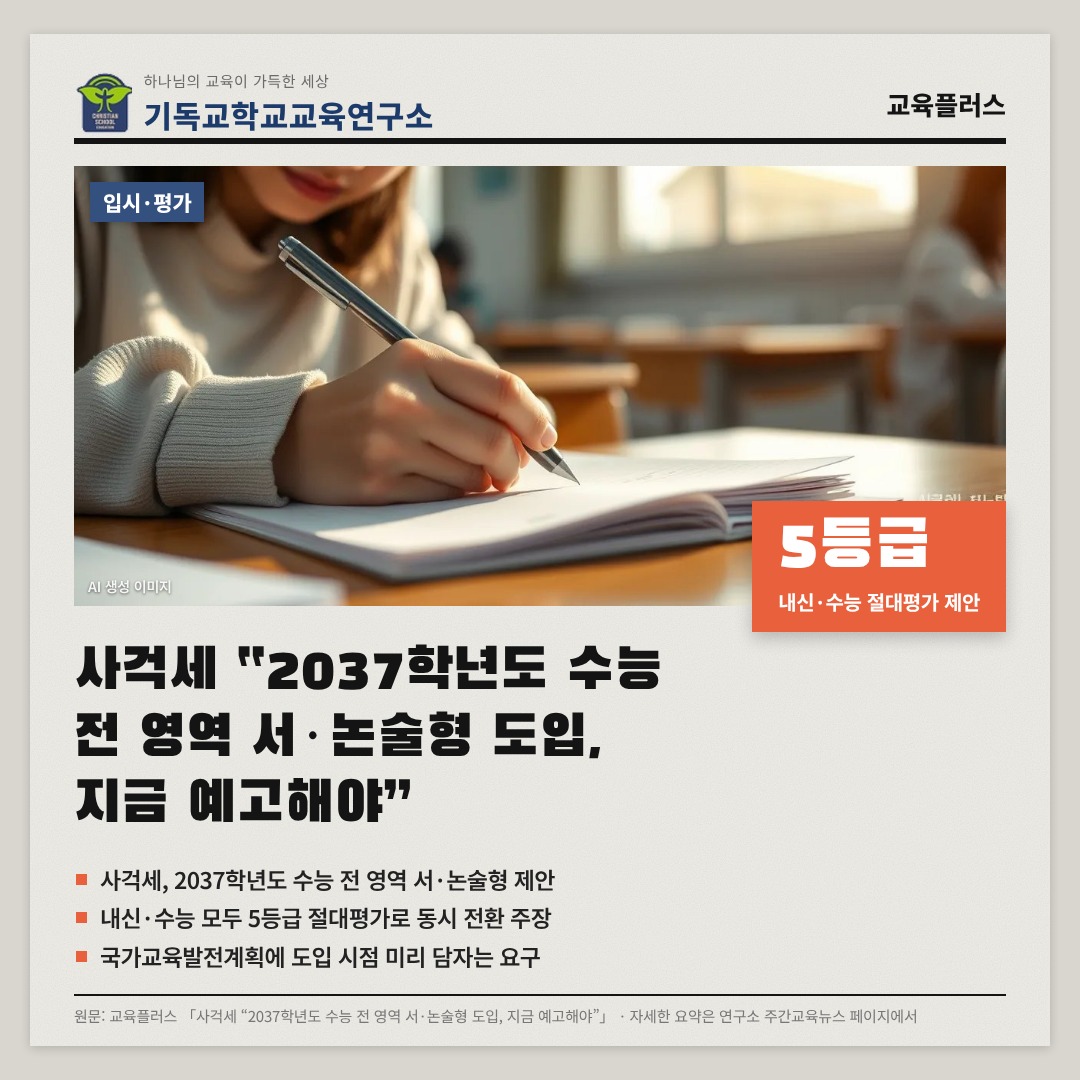 하나님의 교육이 가득한 세상
CHRISTIAN
SCHOOL
EDUCATION
기독교학교교육연구소
교육플러스
입시·평가
5등급
내신·수능 절대평가 제안
AI 생성 이미지
사걱세 “2037학년도 수능
전 영역 서·논술형 도입,
지금 예고해야”
사걱세, 2037학년도 수능 전 영역 서·논술형 제안
내신·수능 모두 5등급 절대평가로 동시 전환 주장
국가교육발전계획에 도입 시점 미리 담자는 요구
원문: 교육플러스 「사걱세 “2037학년도 수능 전 영역 서·논술형 도입, 지금 예고해야”」 · 자세한 요약은 연구소 주간교육뉴스 페이지에서